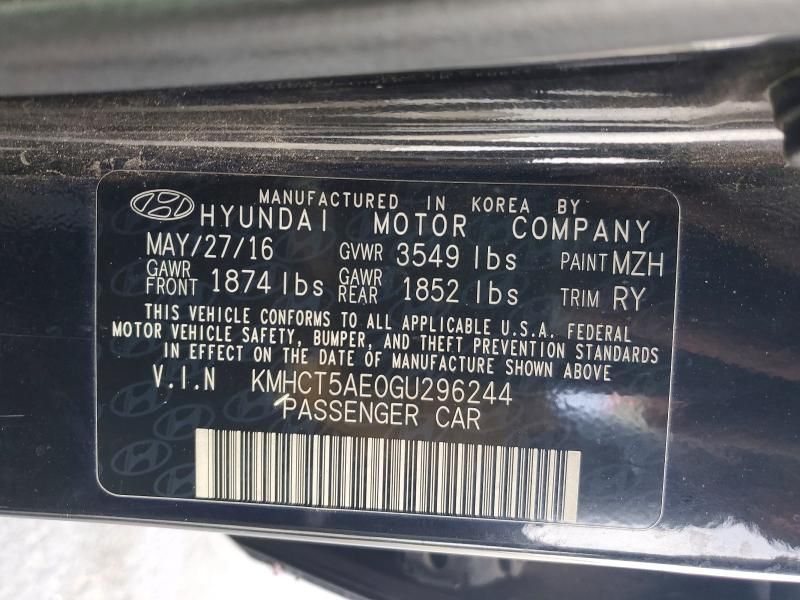 MANUFACTURED IN KOREA BY
HYUNDAI MOTOR COMPANY
MAY/27/16 GVWR 3549 lbs PAINT MZH
GAWR FRONT 1874 lbs GAWR REAR 1852 lbs TRIM RY
THIS VEHICLE CONFORMS TO ALL APPLICABLE U.S.A. FEDERAL
MOTOR VEHICLE SAFETY, BUMPER, AND THEFT PREVENTION STANDARDS
IN EFFECT ON THE DATE OF MANUFACTURE SHOWN ABOVE
V.I.N KMHCT5AE0GU296244
PASSENGER CAR